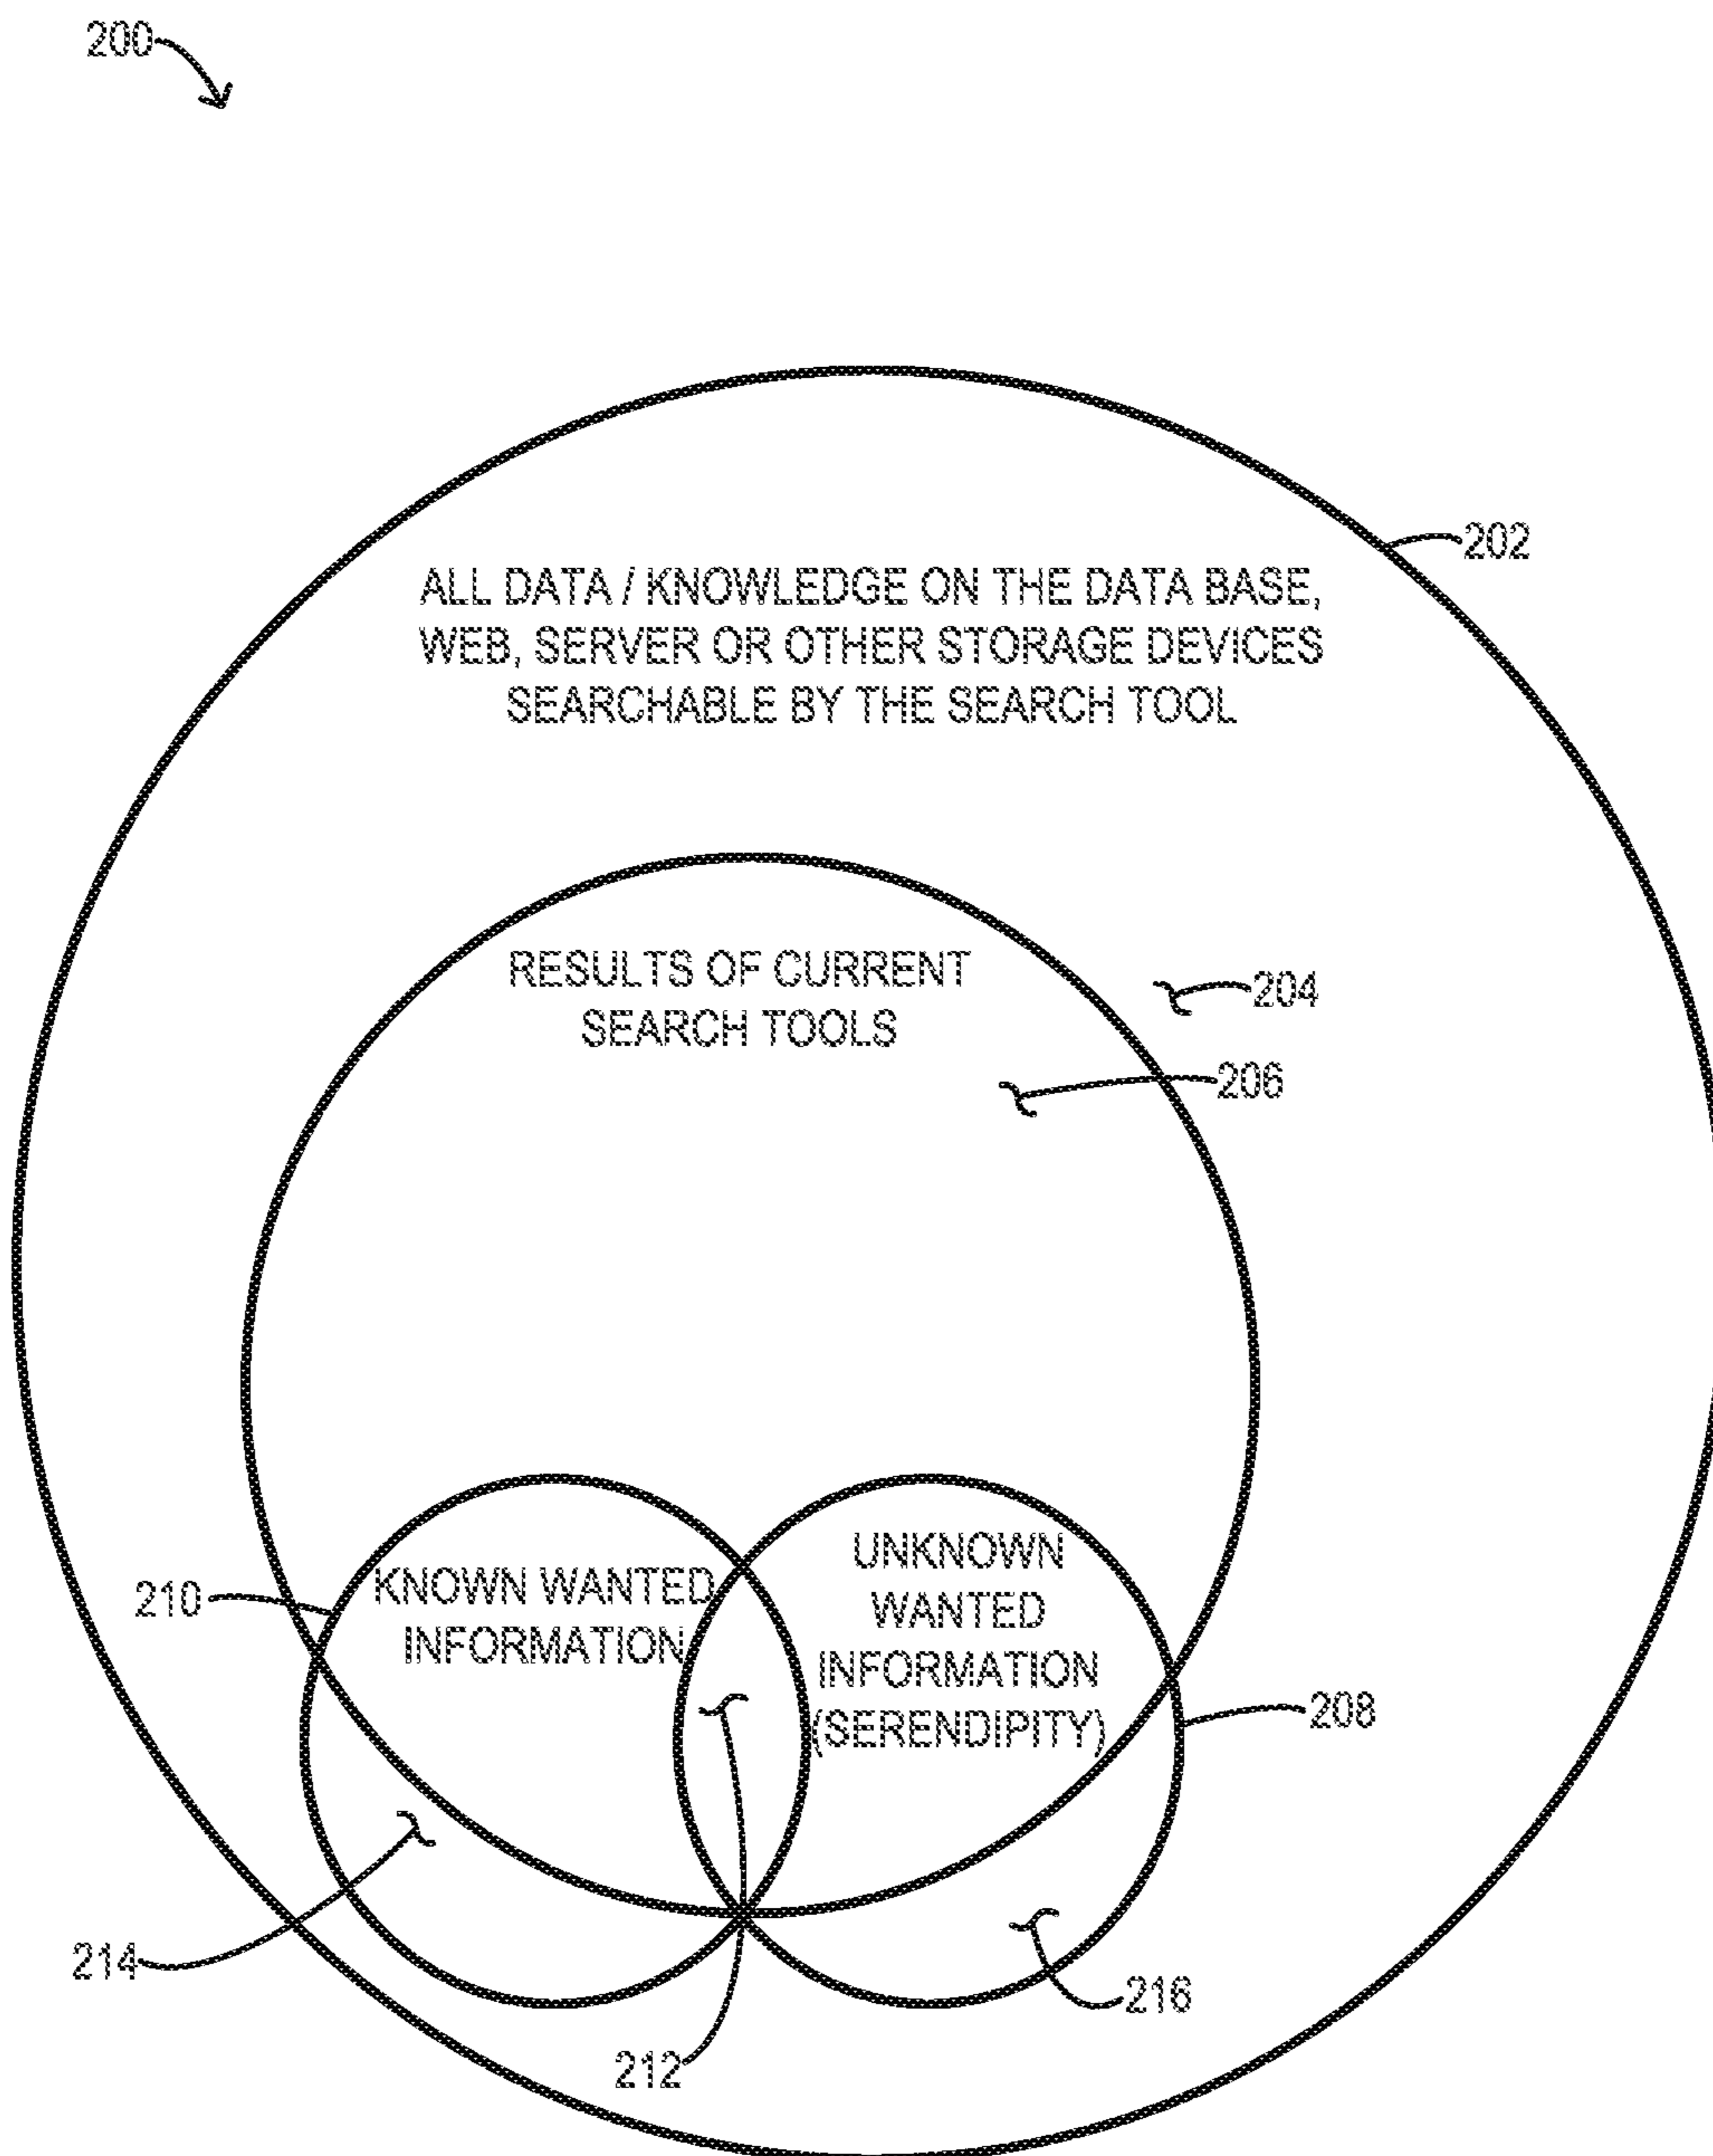 200
202
ALL DATA / KNOWLEDGE ON THE DATA BASE,
WEB, SERVER OR OTHER STORAGE DEVICES
SEARCHABLE BY THE SEARCH TOOL
RESULTS OF CURRENT
SEARCH TOOLS
204
206
UNKNOWN
WANTED
INFORMATION
(SERENDIPITY)
210
KNOWN WANTED
INFORMATION
208
214
216
212